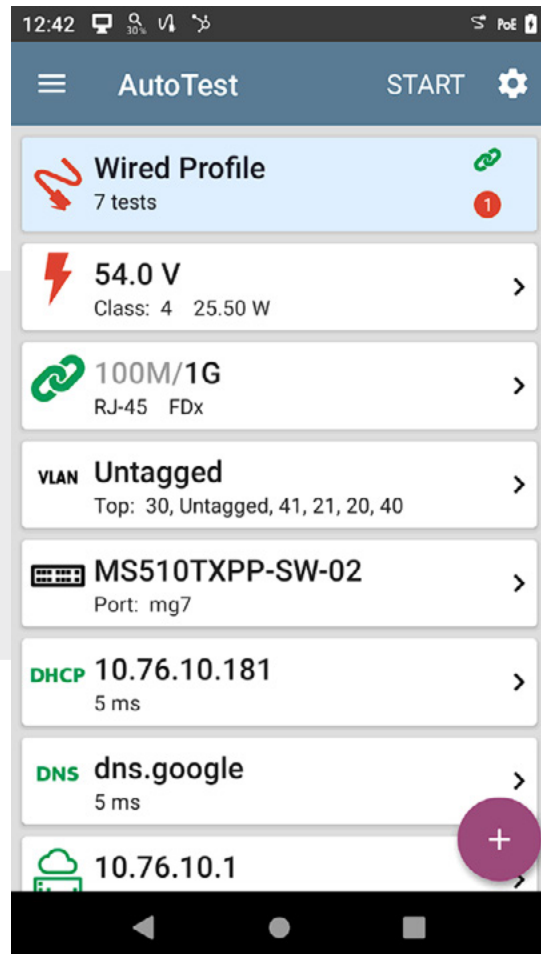 12:42 30% PoE
AutoTest START
Wired Profile
7 tests
1
54.0 V
Class: 4 25.50 W
100M/1G
RJ-45 FDx
VLAN Untagged
Top: 30, Untagged, 41, 21, 20, 40
MS510TXPP-SW-02
Port: mg7
DHCP 10.76.10.181
5 ms
DNS dns.google
5 ms
+
10.76.10.1